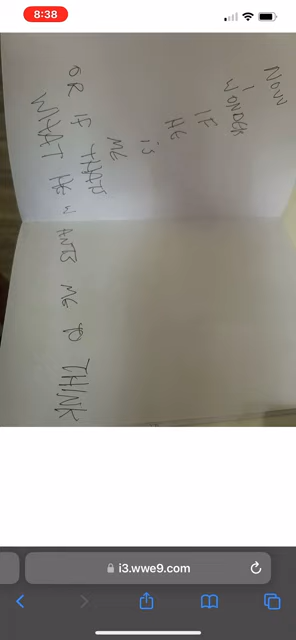 8:38
NOW
I WONDER
IF
HE
iS
ME
OR IF THATS
WHAT HE WANTS ME TO THINK
i3.wwe9.com